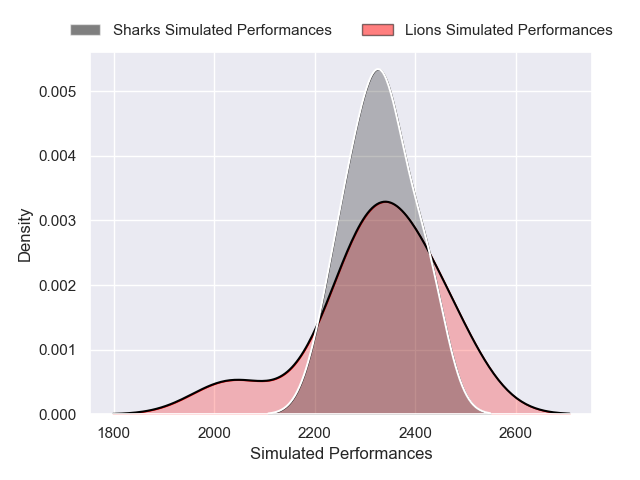 Sharks Simulated Performances
Lions Simulated Performances
0.005
0.004
0.003
0.002
0.001
0.000
Density
1800
2000
2200
2400
2600
Simulated Performances